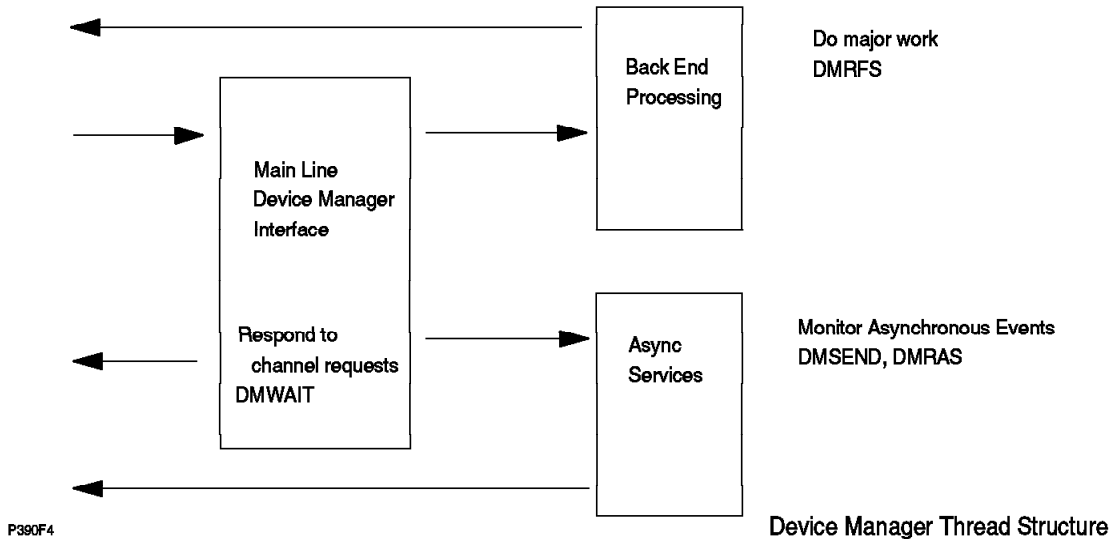 Do major work
DMRFS
Back End
Processing
Main Line
Device Manager
Interface
Respond to
channel requests
DMWAIT
Async
Services
Monitor Asynchronous Events
DMSEND, DMRAS
P390F4
Device Manager Thread Structure